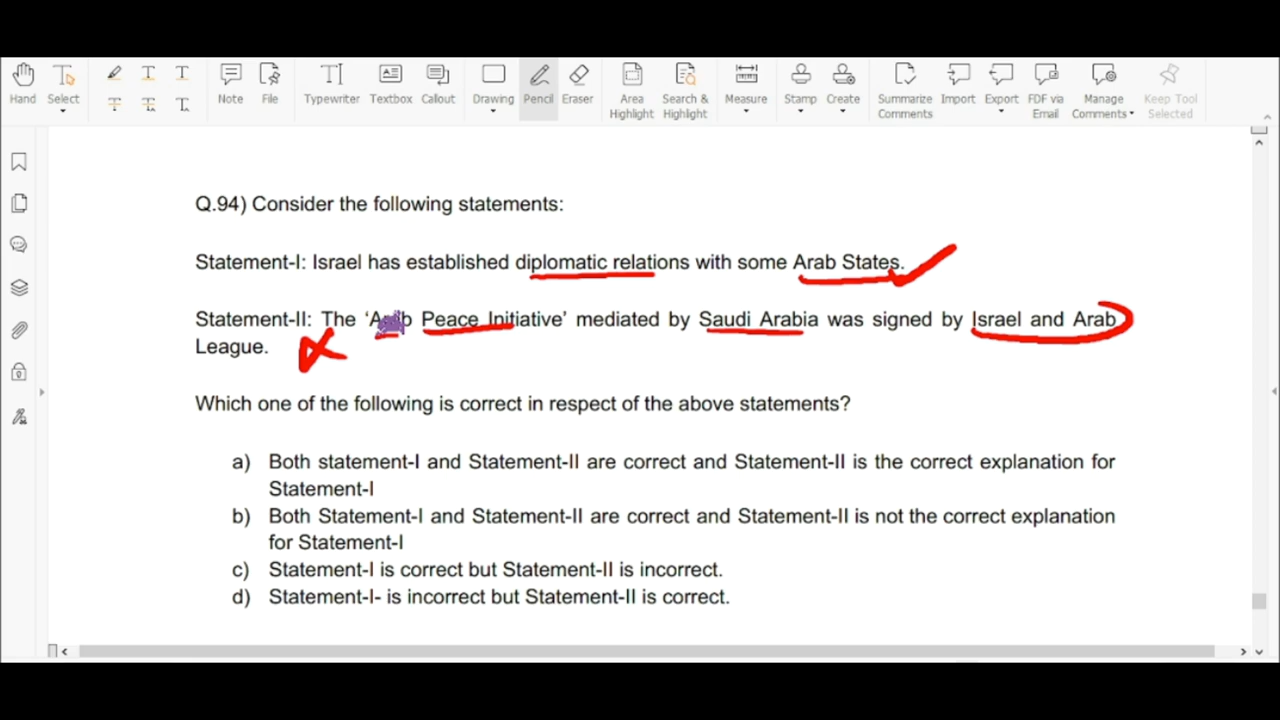 Hand Select Note File Typewriter Textbox Callout Drawing Pencil Eraser Area Highlight Search & Highlight Measure Stamp Create Summarize Comments Import Export FDF via Email Manage Comments Keep Tool Selected
Q.94) Consider the following statements:
Statement-I: Israel has established diplomatic relations with some Arab States.
Statement-II: The ‘Arab Peace Initiative’ mediated by Saudi Arabia was signed by Israel and Arab
League.
Which one of the following is correct in respect of the above statements?
a) Both statement-I and Statement-II are correct and Statement-II is the correct explanation for
Statement-I
b) Both Statement-I and Statement-II are correct and Statement-II is not the correct explanation
for Statement-I
c) Statement-I is correct but Statement-II is incorrect.
d) Statement-I- is incorrect but Statement-II is correct.